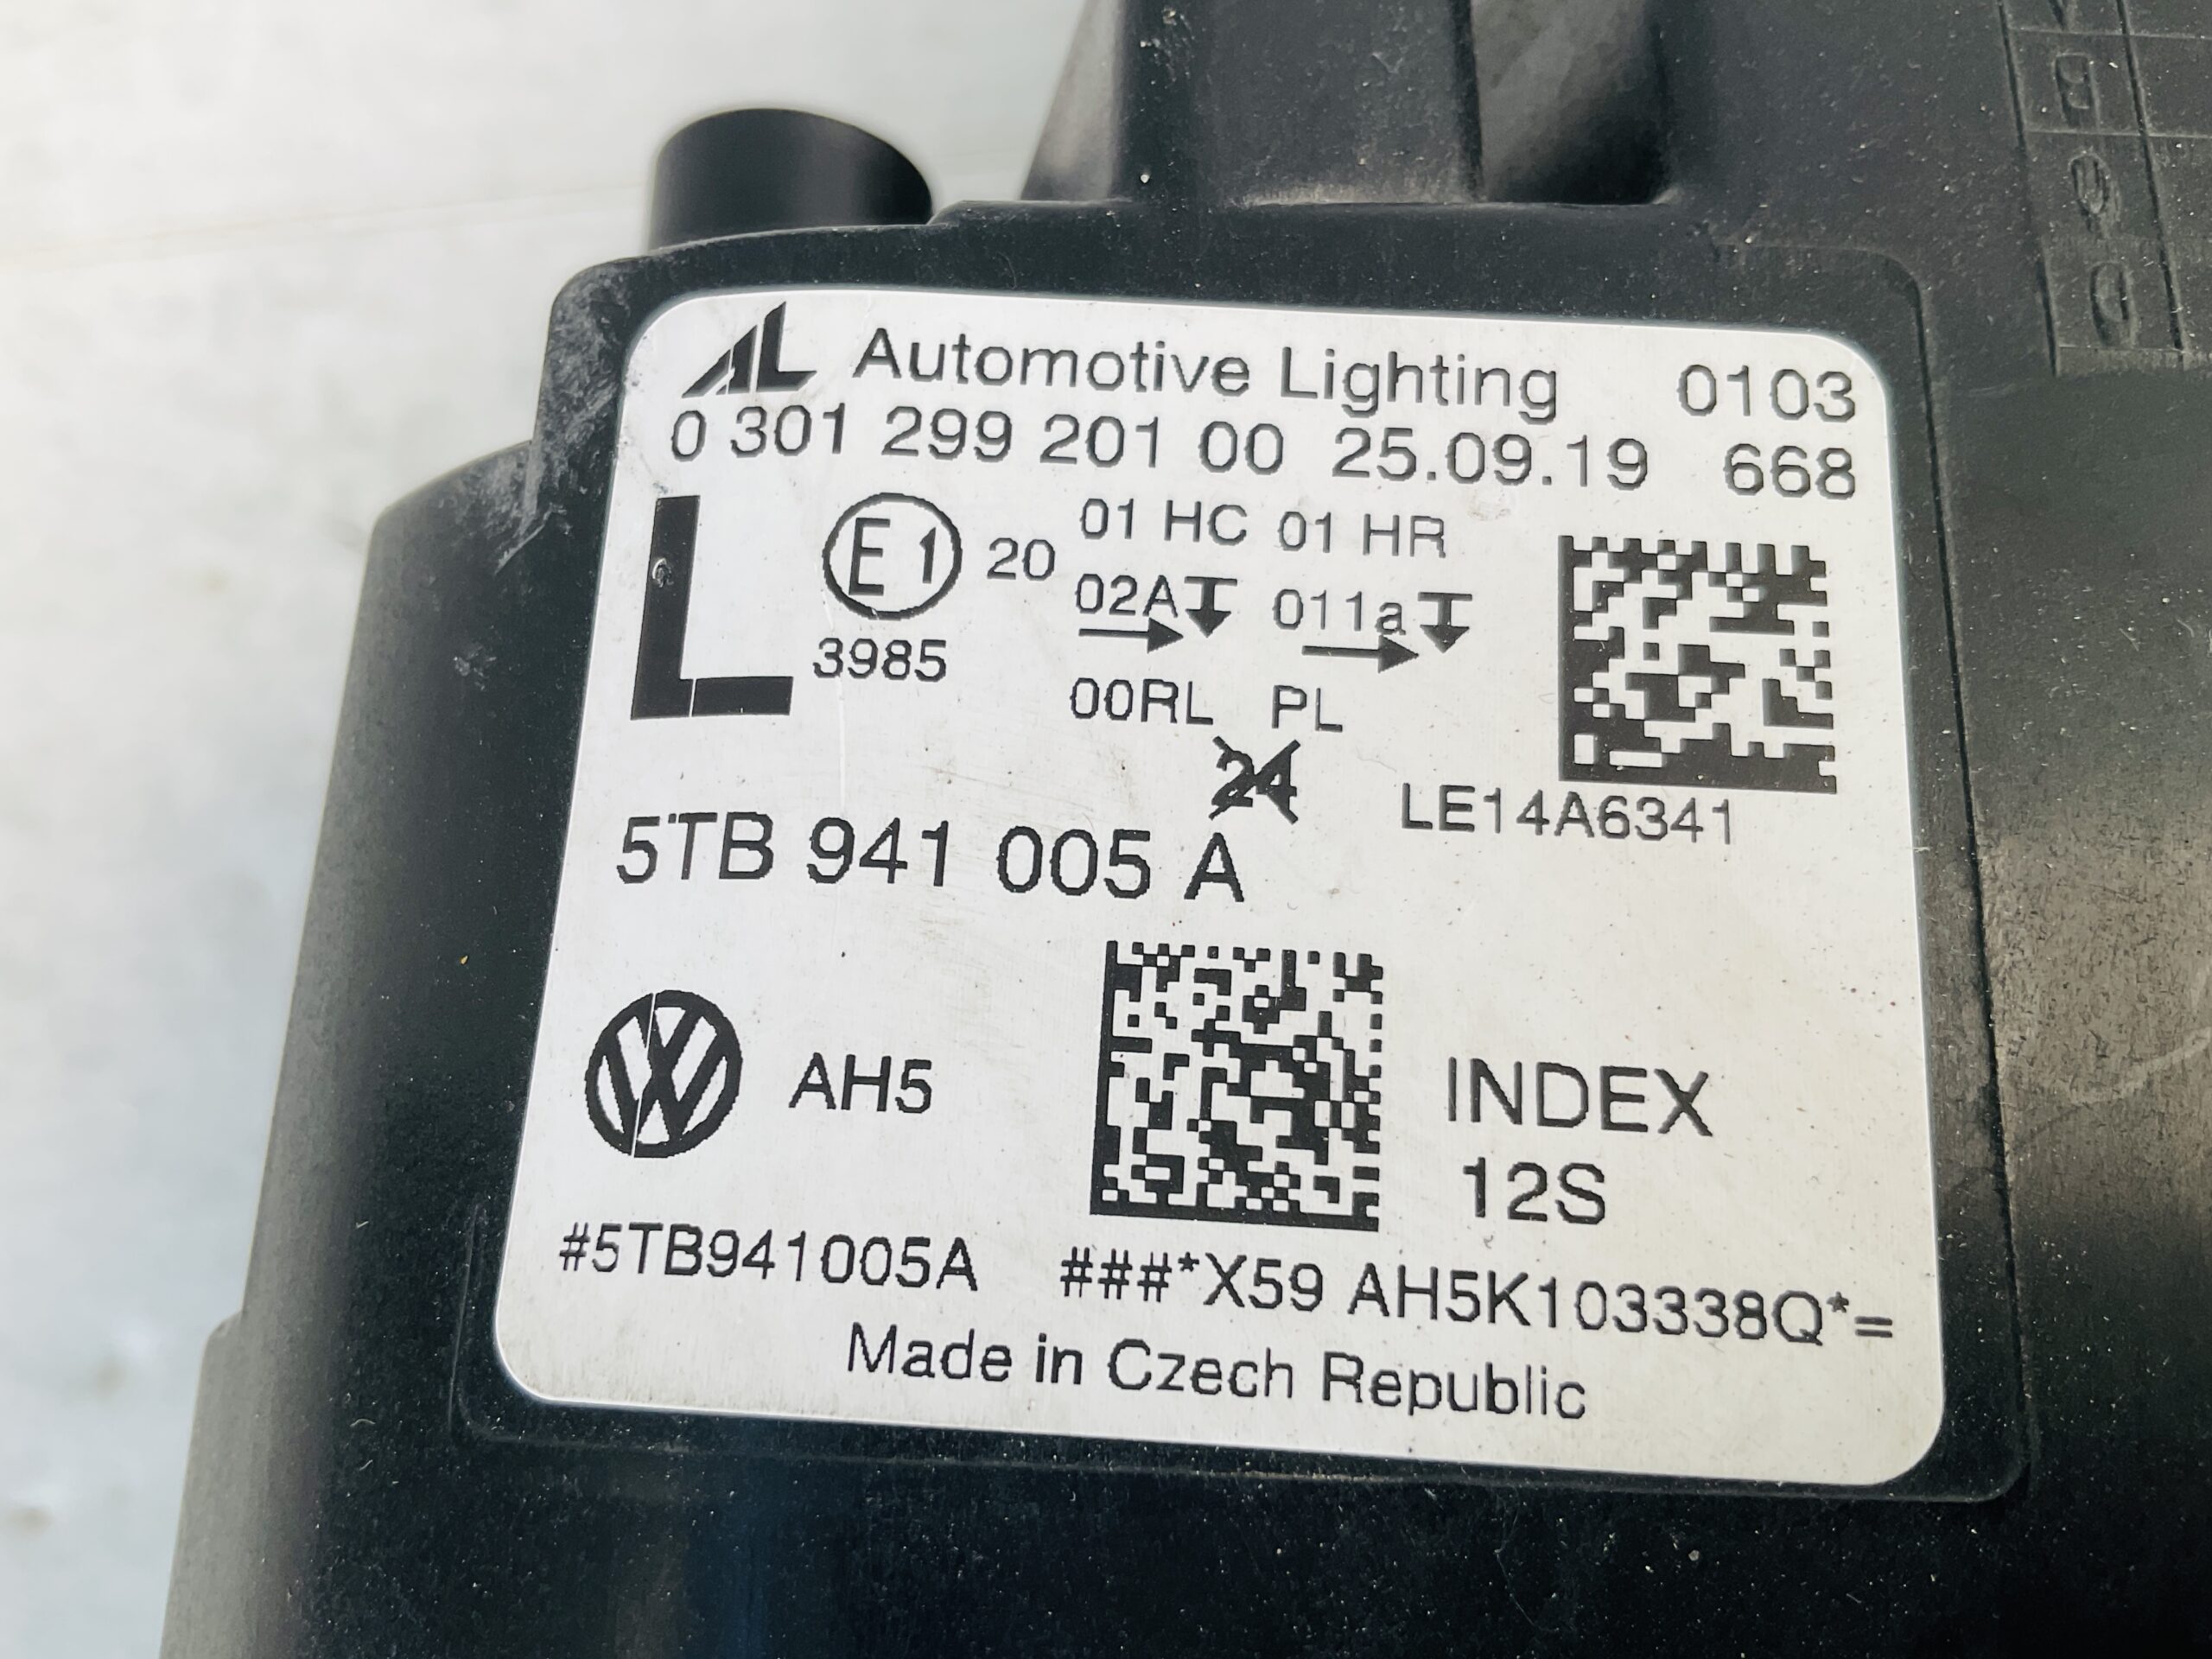 AL Automotive Lighting 0103
0 301 299 201 00 25.09.19 668
L E1 20 01 HC 01 HR
02A 011a
3985
00RL PL
24
LE14A6341
5TB 941 005 A
VW AH5 INDEX
12S
#5TB941005A ###*X59 AH5K103338Q*=
Made in Czech Republic